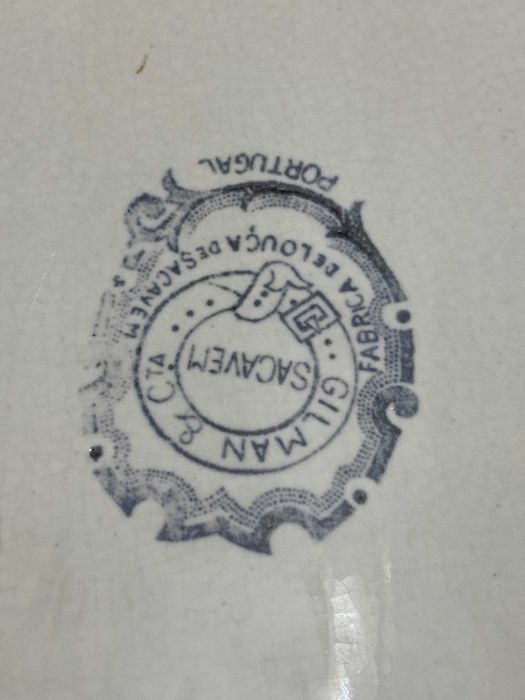 GILMAN & CTA
SACAVEM
FABRICA DE LOUÇA DE SACAVEM
PORTUGAL